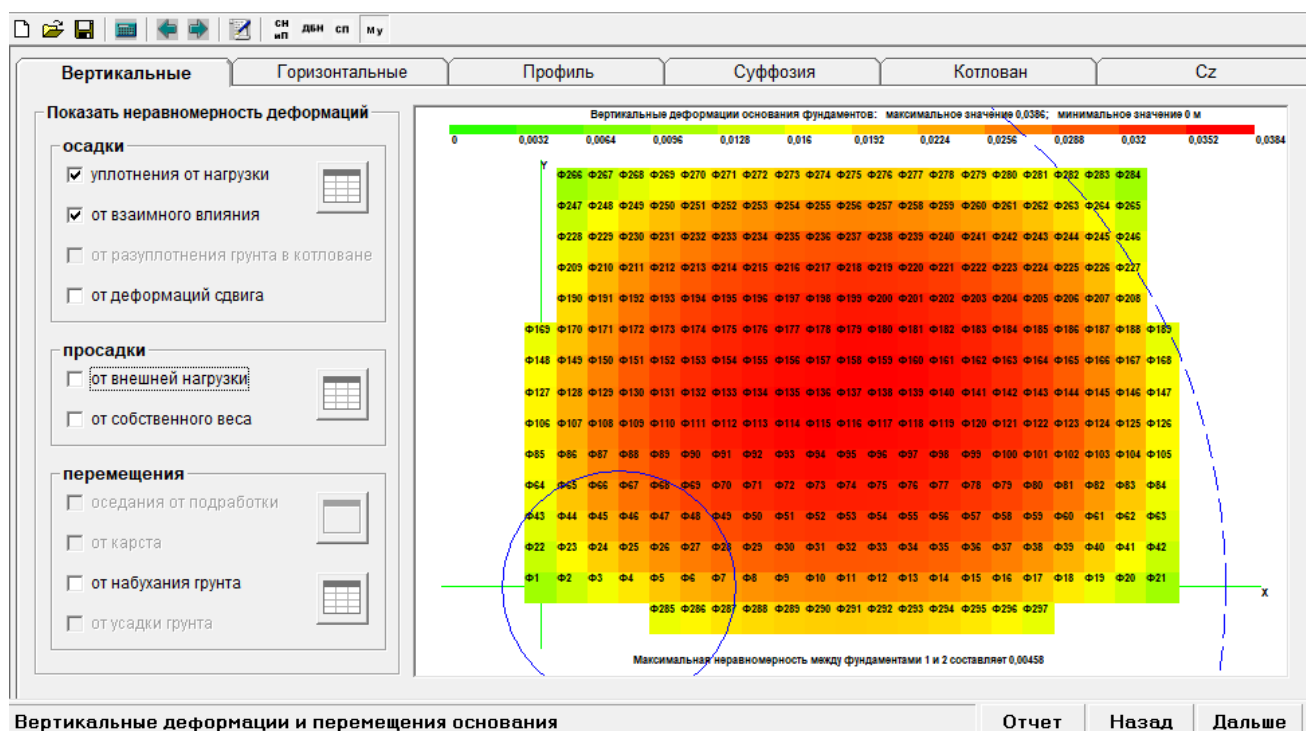 СН иП ДБН СП Му
Вертикальные Горизонтальные Профиль Суффозия Котлован Cz
Показать неравномерность деформаций
осадки
уплотнения от нагрузки
от взаимного влияния
от разуплотнения грунта в котловане
от деформаций сдвига
просадки
от внешней нагрузки
от собственного веса
перемещения
оседания от подработки
от карста
от набухания грунта
от усадки грунта
Вертикальные деформации основания фундаментов: максимальное значение 0,0386; минимальное значение 0 м
0 0,0032 0,0064 0,0096 0,0128 0,016 0,0192 0,0224 0,0256 0,0288 0,032 0,0352 0,0384
Y
Ф266 Ф267 Ф268 Ф269 Ф270 Ф271 Ф272 Ф273 Ф274 Ф275 Ф276 Ф277 Ф278 Ф279 Ф280 Ф281 Ф282 Ф283 Ф284
Ф247 Ф248 Ф249 Ф250 Ф251 Ф252 Ф253 Ф254 Ф255 Ф256 Ф257 Ф258 Ф259 Ф260 Ф261 Ф262 Ф263 Ф264 Ф265
Ф228 Ф229 Ф230 Ф231 Ф232 Ф233 Ф234 Ф235 Ф236 Ф237 Ф238 Ф239 Ф240 Ф241 Ф242 Ф243 Ф244 Ф245 Ф246
Ф209 Ф210 Ф211 Ф212 Ф213 Ф214 Ф215 Ф216 Ф217 Ф218 Ф219 Ф220 Ф221 Ф222 Ф223 Ф224 Ф225 Ф226 Ф227
Ф190 Ф191 Ф192 Ф193 Ф194 Ф195 Ф196 Ф197 Ф198 Ф199 Ф200 Ф201 Ф202 Ф203 Ф204 Ф205 Ф206 Ф207 Ф208
Ф169 Ф170 Ф171 Ф172 Ф173 Ф174 Ф175 Ф176 Ф177 Ф178 Ф179 Ф180 Ф181 Ф182 Ф183 Ф184 Ф185 Ф186 Ф187 Ф188 Ф189
Ф148 Ф149 Ф150 Ф151 Ф152 Ф153 Ф154 Ф155 Ф156 Ф157 Ф158 Ф159 Ф160 Ф161 Ф162 Ф163 Ф164 Ф165 Ф166 Ф167 Ф168
Ф127 Ф128 Ф129 Ф130 Ф131 Ф132 Ф133 Ф134 Ф135 Ф136 Ф137 Ф138 Ф139 Ф140 Ф141 Ф142 Ф143 Ф144 Ф145 Ф146 Ф147
Ф106 Ф107 Ф108 Ф109 Ф110 Ф111 Ф112 Ф113 Ф114 Ф115 Ф116 Ф117 Ф118 Ф119 Ф120 Ф121 Ф122 Ф123 Ф124 Ф125 Ф126
Ф85 Ф86 Ф87 Ф88 Ф89 Ф90 Ф91 Ф92 Ф93 Ф94 Ф95 Ф96 Ф97 Ф98 Ф99 Ф100 Ф101 Ф102 Ф103 Ф104 Ф105
Ф64 Ф65 Ф66 Ф67 Ф68 Ф69 Ф70 Ф71 Ф72 Ф73 Ф74 Ф75 Ф76 Ф77 Ф78 Ф79 Ф80 Ф81 Ф82 Ф83 Ф84
Ф43 Ф44 Ф45 Ф46 Ф47 Ф48 Ф49 Ф50 Ф51 Ф52 Ф53 Ф54 Ф55 Ф56 Ф57 Ф58 Ф59 Ф60 Ф61 Ф62 Ф63
Ф22 Ф23 Ф24 Ф25 Ф26 Ф27 Ф28 Ф29 Ф30 Ф31 Ф32 Ф33 Ф34 Ф35 Ф36 Ф37 Ф38 Ф39 Ф40 Ф41 Ф42
Ф1 Ф2 Ф3 Ф4 Ф5 Ф6 Ф7 Ф8 Ф9 Ф10 Ф11 Ф12 Ф13 Ф14 Ф15 Ф16 Ф17 Ф18 Ф19 Ф20 Ф21
X
Ф285 Ф286 Ф287 Ф288 Ф289 Ф290 Ф291 Ф292 Ф293 Ф294 Ф295 Ф296 Ф297
Максимальная неравномерность между фундаментами 1 и 2 составляет 0,00458
Вертикальные деформации и перемещения основания Отчет Назад Дальше